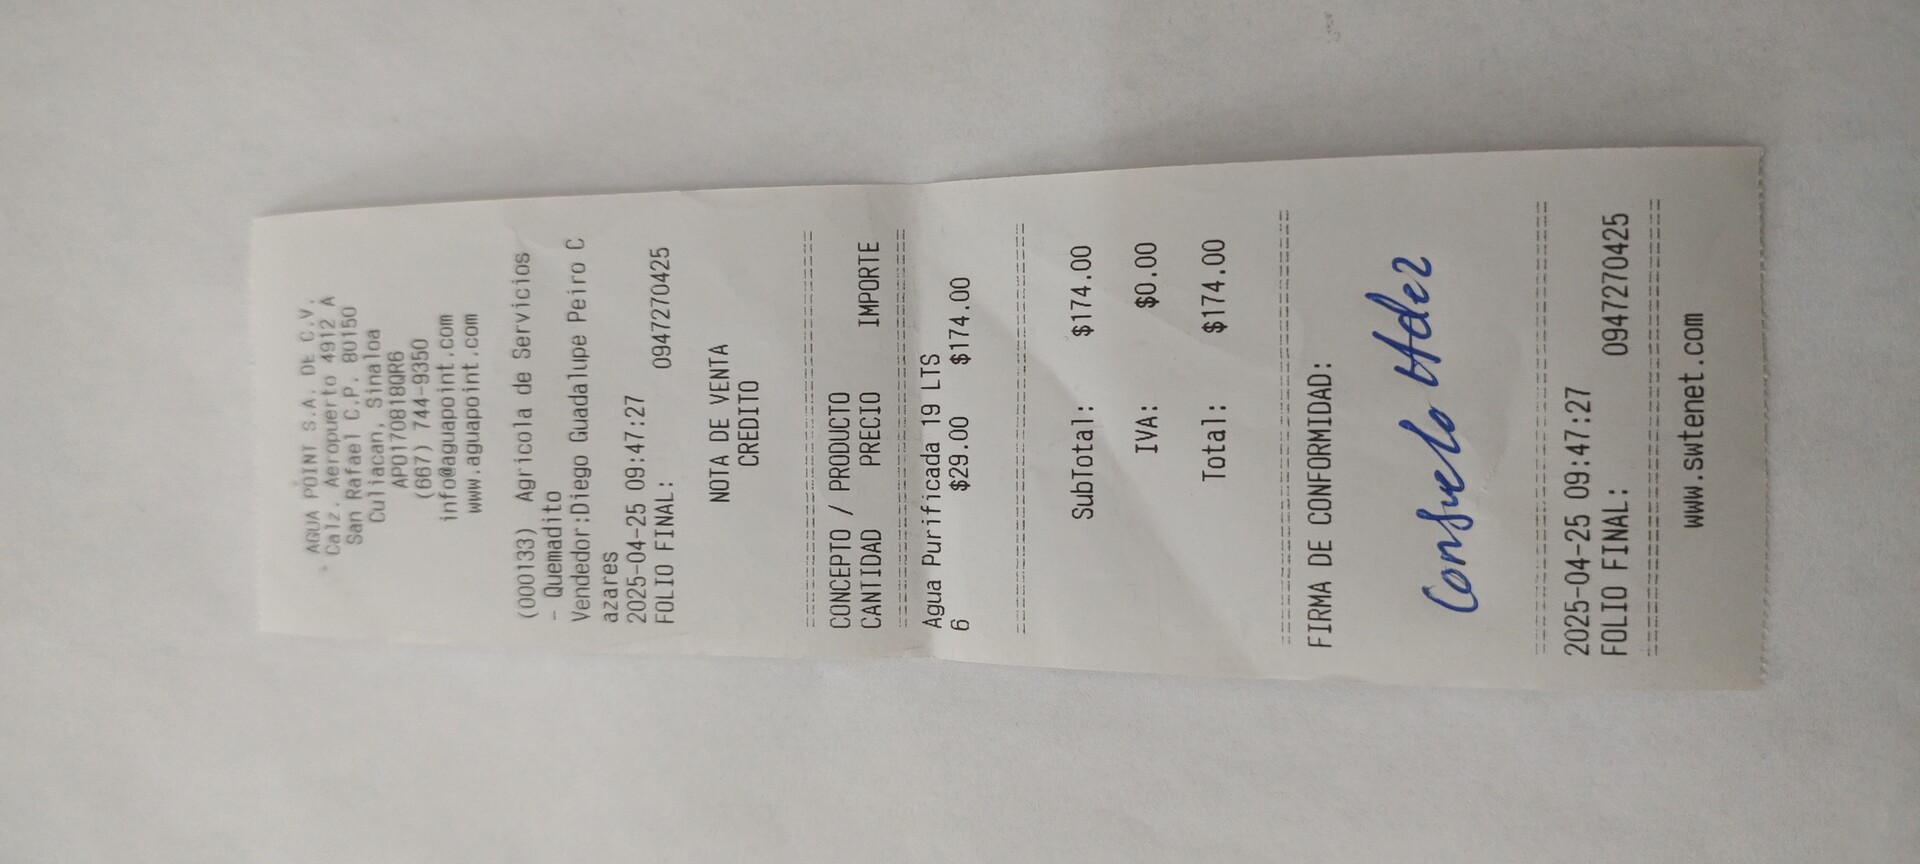 AGUA POINT S.A. DE C.V.
Calz. Aeropuerto 4912 A
San Rafael C.P. 80150
Culiacan, Sinaloa
APO170818QR6
(667) 744-9350
info@aguapoint.com
www.aguapoint.com
(000133) Agricola de Servicios
- Quemadito
Vendedor:Diego Guadalupe Peiro C
azares
2025-04-25 09:47:27
FOLIO FINAL: 0947270425
NOTA DE VENTA
CREDITO
================================
CONCEPTO / PRODUCTO
CANTIDAD PRECIO IMPORTE
================================
Agua Purificada 19 LTS
6 $29.00 $174.00
================================
SubTotal: $174.00
IVA: $0.00
Total: $174.00
================================
FIRMA DE CONFORMIDAD:
Consuelo Hdez
================================
2025-04-25 09:47:27
FOLIO FINAL: 0947270425
================================
www.swtenet.com